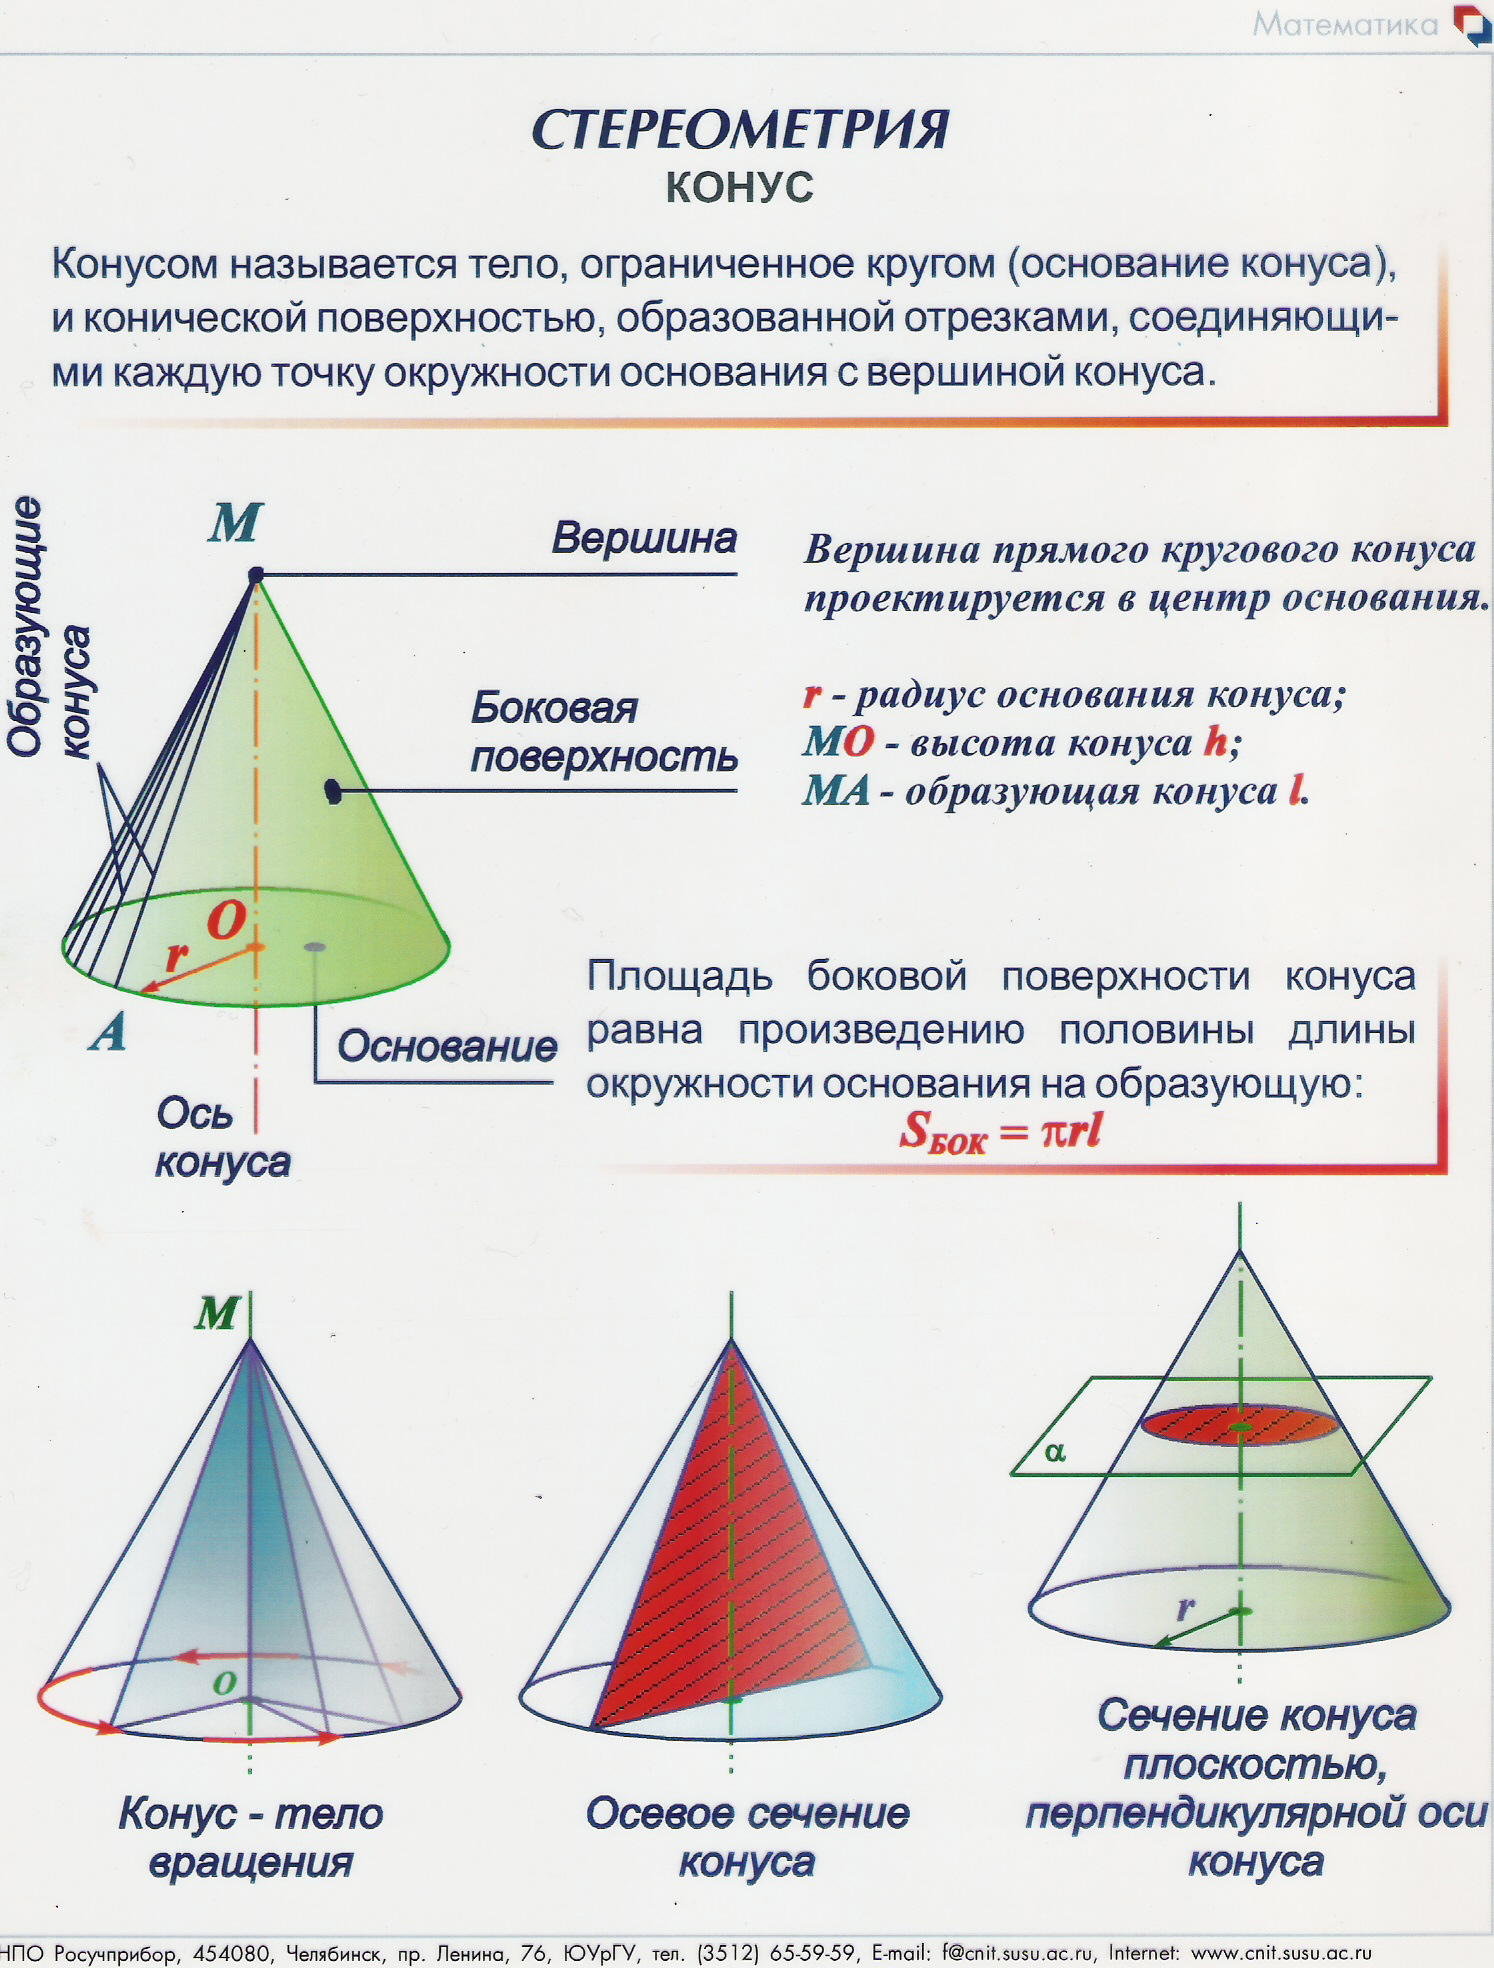 Математика
СТЕРЕОМЕТРИЯ
КОНУС
Конусом называется тело, ограниченное кругом (основание конуса),
и конической поверхностью, образованной отрезками, соединяющи-
ми каждую точку окружности основания с вершиной конуса.
Образующие
конуса
M
Вершина
Боковая
поверхность
O
r
A
Основание
Ось
конуса
Вершина прямого кругового конуса
проектируется в центр основания.
r - радиус основания конуса;
MO - высота конуса h;
MA - образующая конуса l.
Площадь боковой поверхности конуса
равна произведению половины длины
окружности основания на образующую:
Sбок = πrl
M
O
Конус - тело
вращения
Осевое сечение
конуса
α
r
Сечение конуса
плоскостью,
перпендикулярной оси
конуса
НПО Росучприбор, 454080, Челябинск, пр. Ленина, 76, ЮУрГУ, тел. (3512) 65-59-59, E-mail: f@cnit.susu.ac.ru, Internet: www.cnit.susu.ac.ru